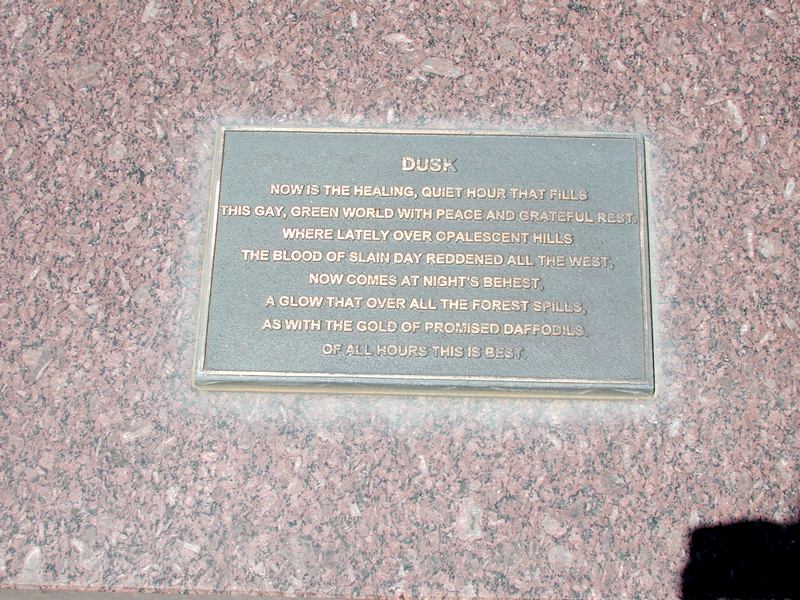 DUSK
NOW IS THE HEALING, QUIET HOUR THAT FILLS
THIS GAY, GREEN WORLD WITH PEACE AND GRATEFUL REST.
WHERE LATELY OVER OPALESCENT HILLS
THE BLOOD OF SLAIN DAY REDDENED ALL THE WEST,
NOW COMES AT NIGHT'S BEHEST,
A GLOW THAT OVER ALL THE FOREST SPILLS,
AS WITH THE GOLD OF PROMISED DAFFODILS.
OF ALL HOURS THIS IS BEST.